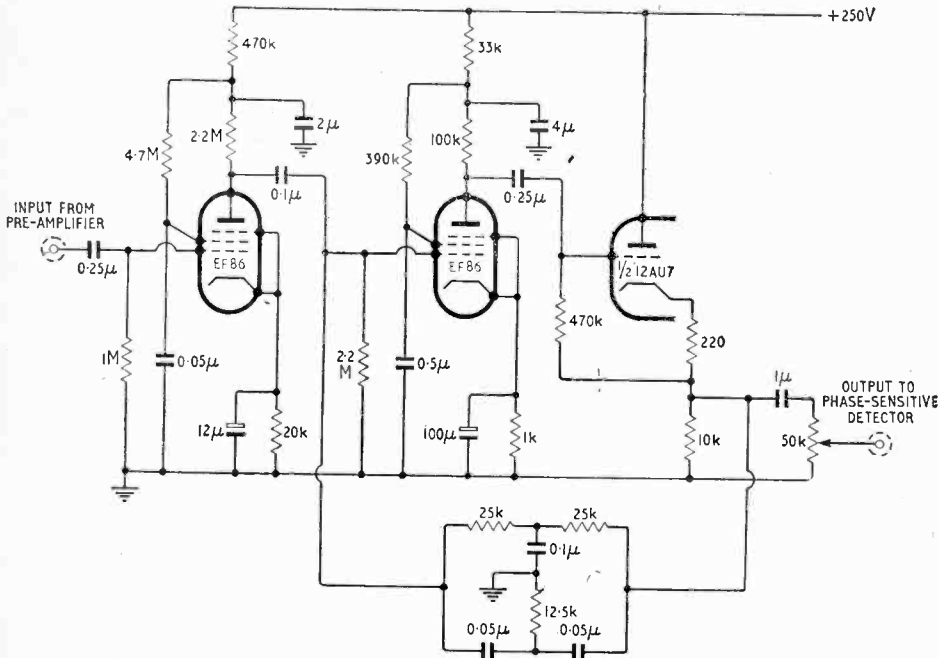 +250V
470k
33k
2µ
4µ
4·7M
2·2M
390k
100k
0·1µ
0·25µ
INPUT FROM
PRE-AMPLIFIER
0·25µ
EF86
EF86
1/2 12AU7
470k
220
1M
0·05µ
2·2
M
0·5µ
1µ
OUTPUT TO
PHASE-SENSITIVE
DETECTOR
12µ
20k
100µ
1k
10k
50k
25k
25k
0·1µ
12·5k
0·05µ
0·05µ